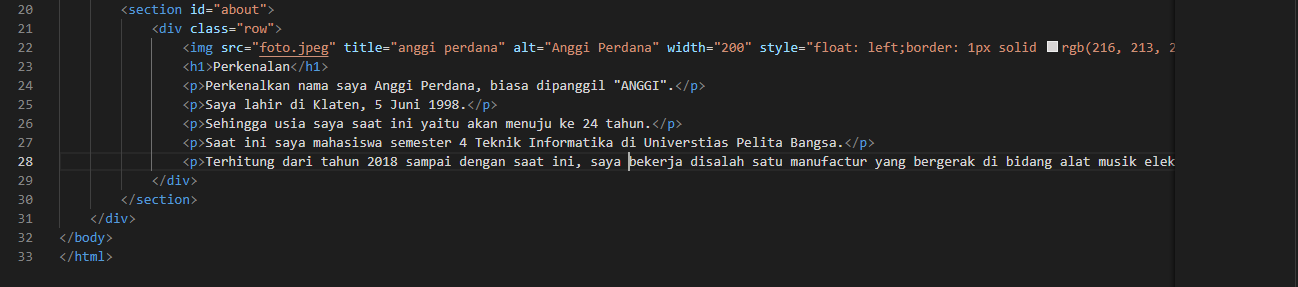 20 <section id="about">
21 <div class="row">
22 <img src="foto.jpeg" title="anggi perdana" alt="Anggi Perdana" width="200" style="float: left;border: 1px solid rgb(216, 213, 2
23 <h1>Perkenalan</h1>
24 <p>Perkenalkan nama saya Anggi Perdana, biasa dipanggil "ANGGI".</p>
25 <p>Saya lahir di Klaten, 5 Juni 1998.</p>
26 <p>Sehingga usia saya saat ini yaitu akan menuju ke 24 tahun.</p>
27 <p>Saat ini saya mahasiswa semester 4 Teknik Informatika di Universtias Pelita Bangsa.</p>
28 <p>Terhitung dari tahun 2018 sampai dengan saat ini, saya bekerja disalah satu manufactur yang bergerak di bidang alat musik elek
29 </div>
30 </section>
31 </div>
32 </body>
33 </html>